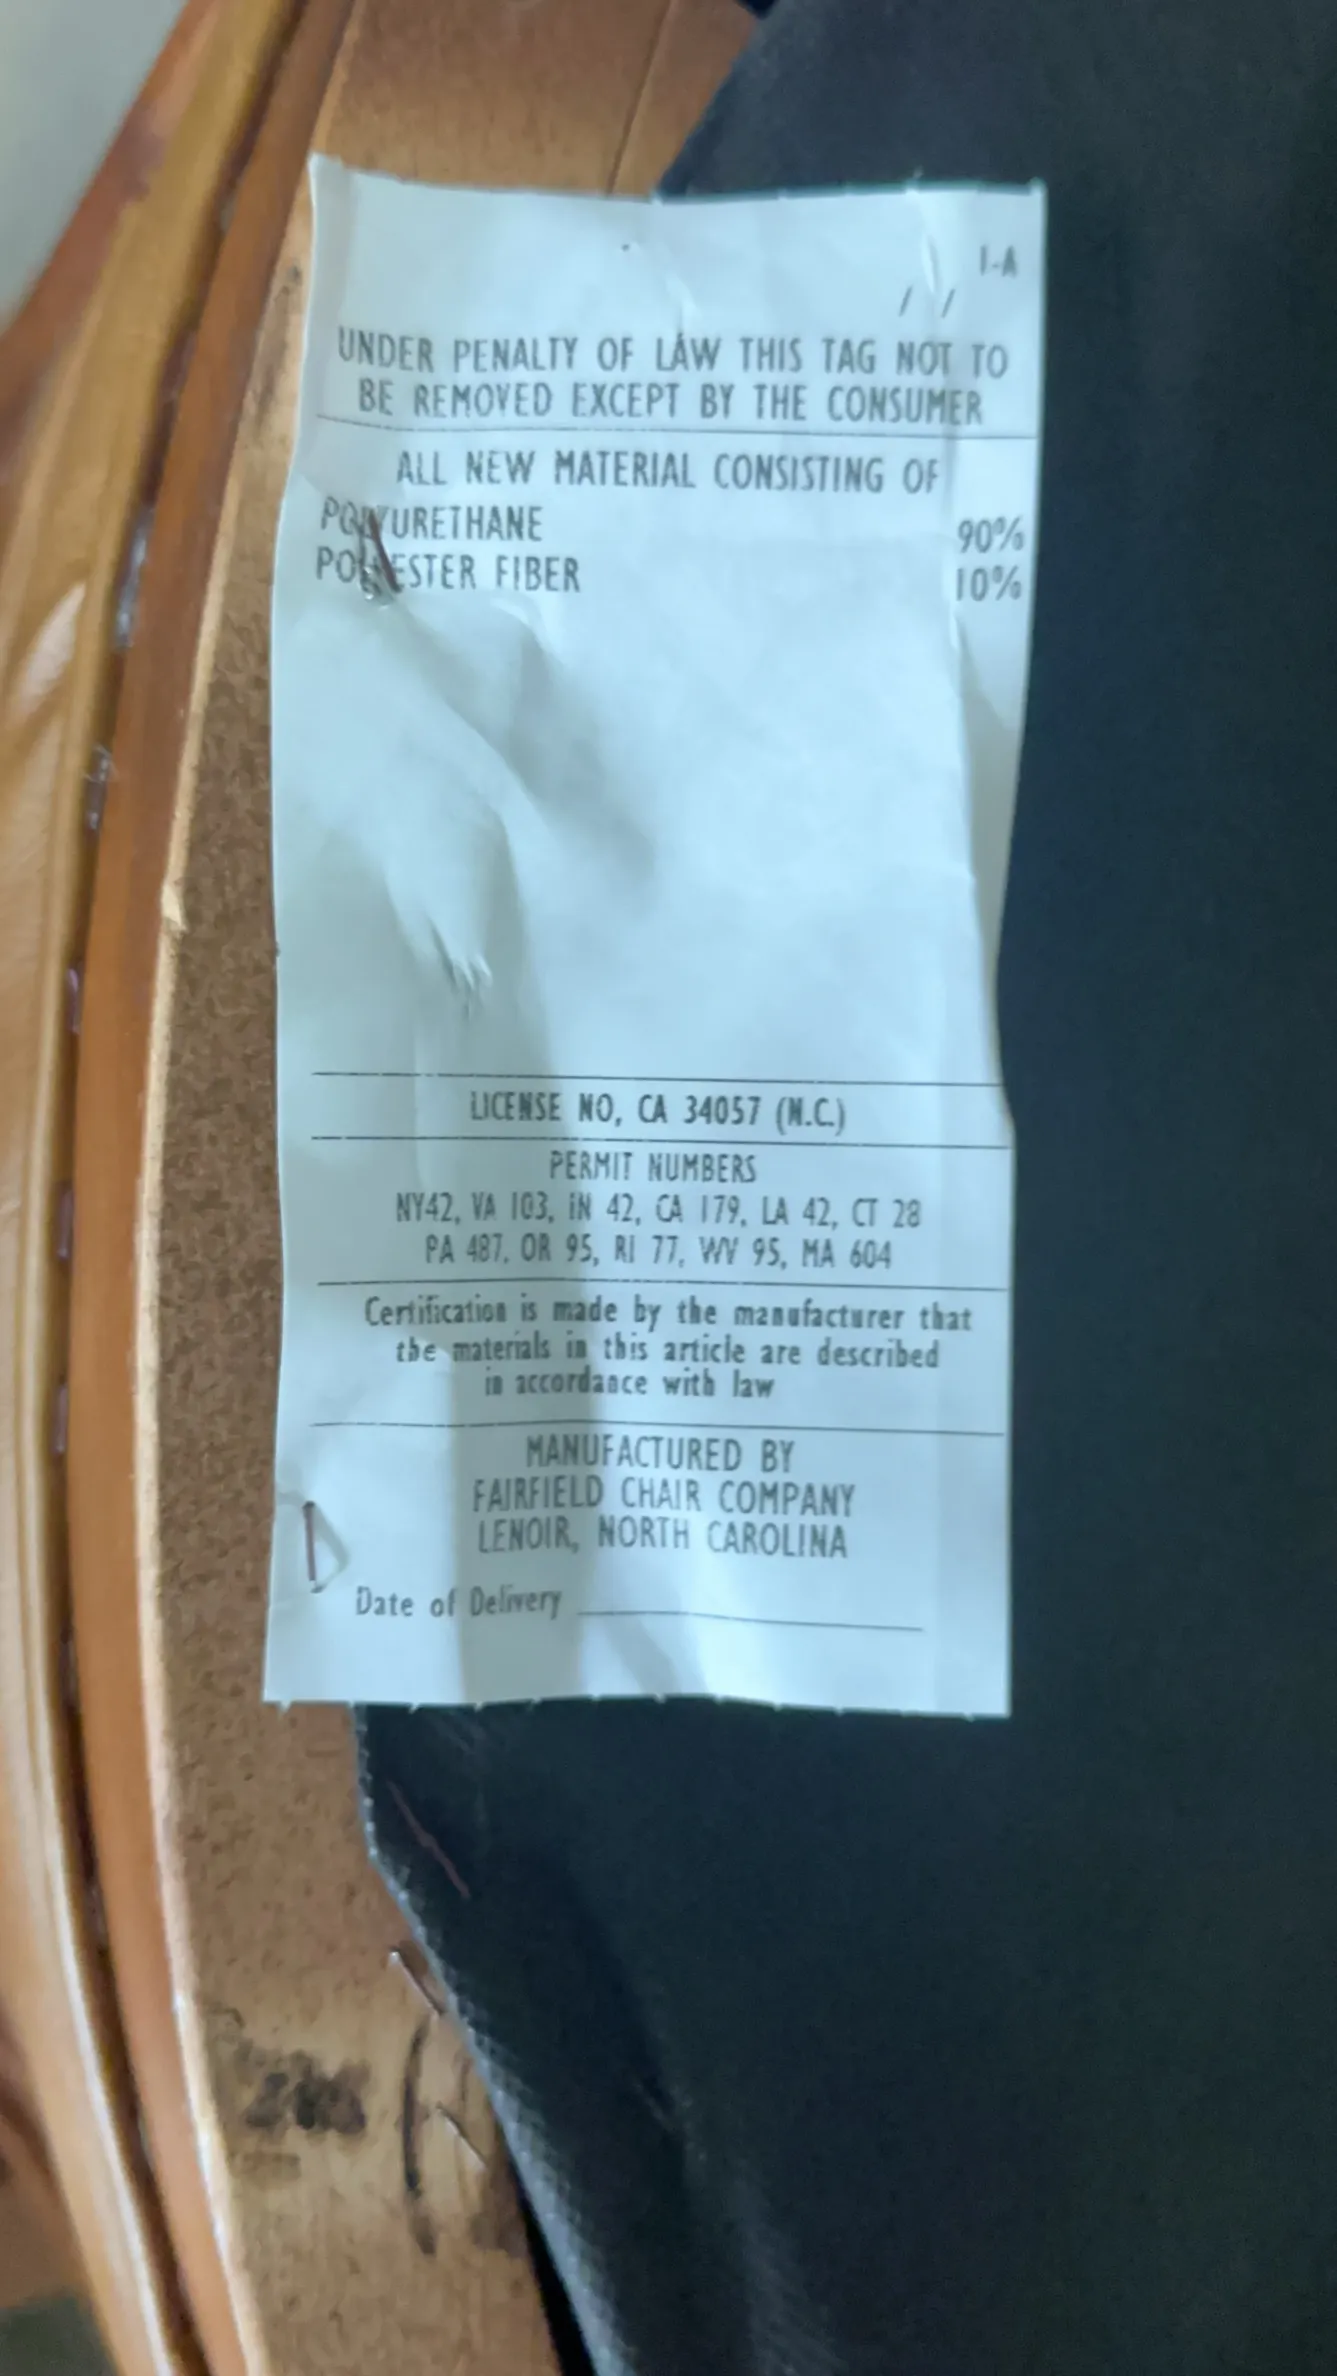 1-A
/ /
UNDER PENALTY OF LAW THIS TAG NOT TO
BE REMOVED EXCEPT BY THE CONSUMER
ALL NEW MATERIAL CONSISTING OF
POLYURETHANE 90%
POLYESTER FIBER 10%
LICENSE NO, CA 34057 (N.C.)
PERMIT NUMBERS
NY42, VA 103, IN 42, CA 179, LA 42, CT 28
PA 487, OR 95, RI 77, WV 95, MA 604
Certification is made by the manufacturer that
the materials in this article are described
in accordance with law
MANUFACTURED BY
FAIRFIELD CHAIR COMPANY
LENOIR, NORTH CAROLINA
Date of Delivery